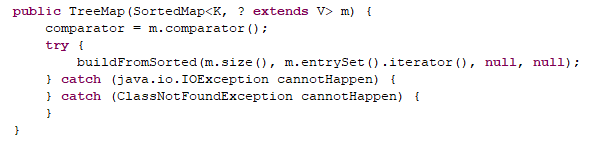 public TreeMap(SortedMap<K, ? extends V> m) {
    comparator = m.comparator();
    try {
        buildFromSorted(m.size(), m.entrySet().iterator(), null, null);
    } catch (java.io.IOException cannotHappen) {
    } catch (ClassNotFoundException cannotHappen) {
    }
}